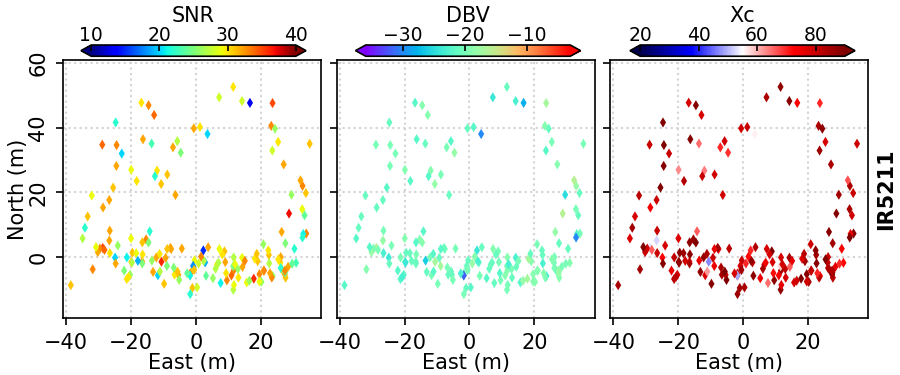 SNR DBV Xc
10 20 30 40 −30 −20 −10 20 40 60 80
60
40
20
0
North (m)
IR5211
−40 −20 0 20 −40 −20 0 20 −40 −20 0 20
East (m) East (m) East (m)